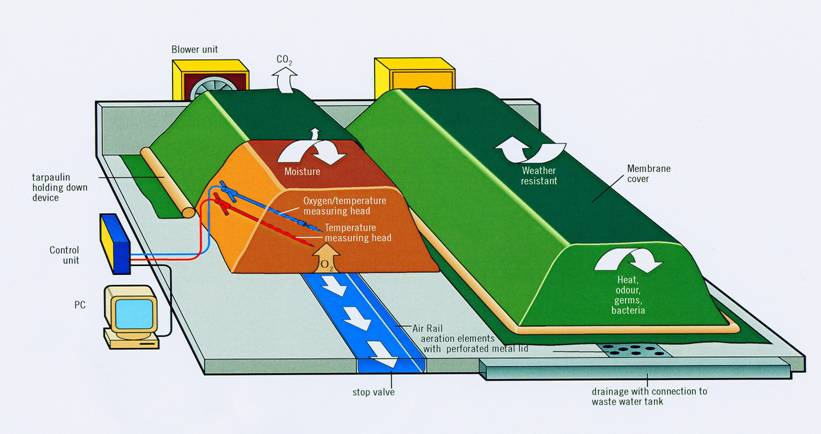 Blower unit
CO2
Moisture
Weather
resistant
Membrane
cover
tarpaulin
holding down
device
Oxygen/temperature
measuring head
Temperature
measuring head
Control
unit
O2
Heat,
odour,
germs,
bacteria
PC
Air Rail
aeration elements
with perforated metal lid
stop valve
drainage with connection to
waste water tank